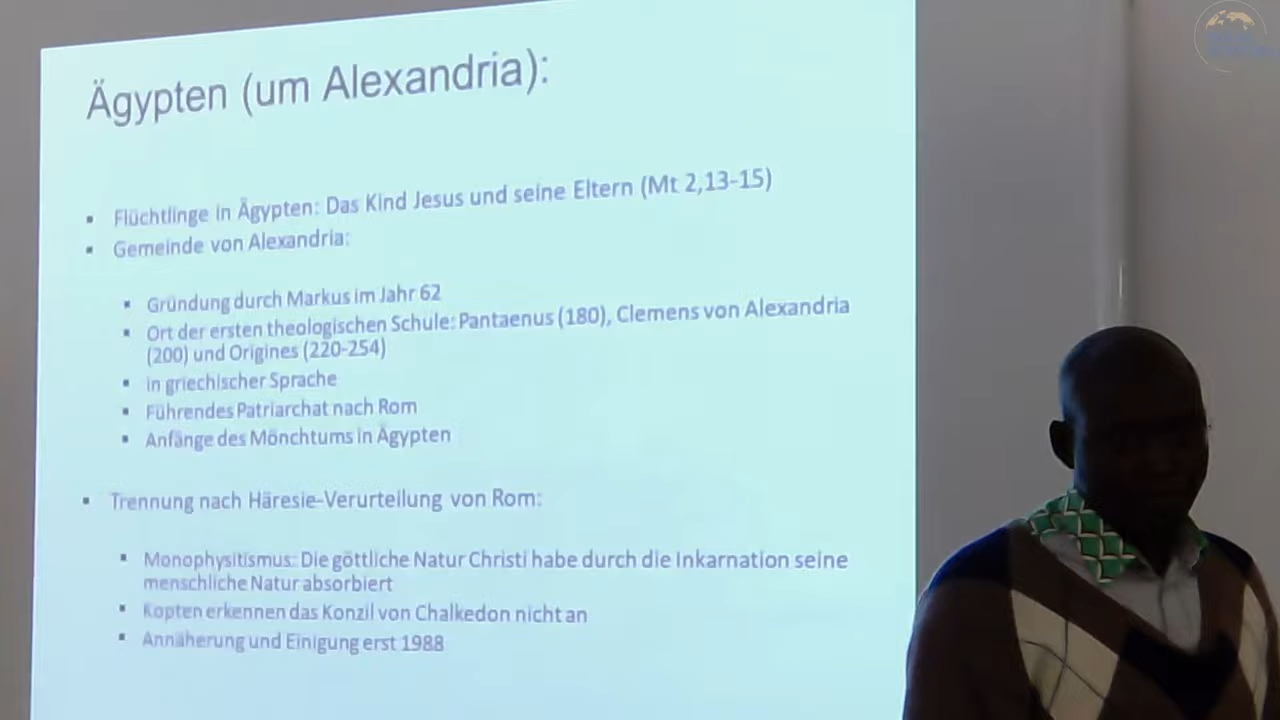 Ägypten (um Alexandria):
▪ Flüchtlinge in Ägypten: Das Kind Jesus und seine Eltern (Mt 2,13-15)
▪ Gemeinde von Alexandria:
▪ Gründung durch Markus im Jahr 62
▪ Ort der ersten theologischen Schule: Pantaenus (180), Clemens von Alexandria
(200) und Origines (220-254)
▪ in griechischer Sprache
▪ Führendes Patriarchat nach Rom
▪ Anfänge des Mönchtums in Ägypten
▪ Trennung nach Häresie-Verurteilung von Rom:
▪ Monophysitismus: Die göttliche Natur Christi habe durch die Inkarnation seine
menschliche Natur absorbiert
▪ Kopten erkennen das Konzil von Chalkedon nicht an
▪ Annäherung und Einigung erst 1988